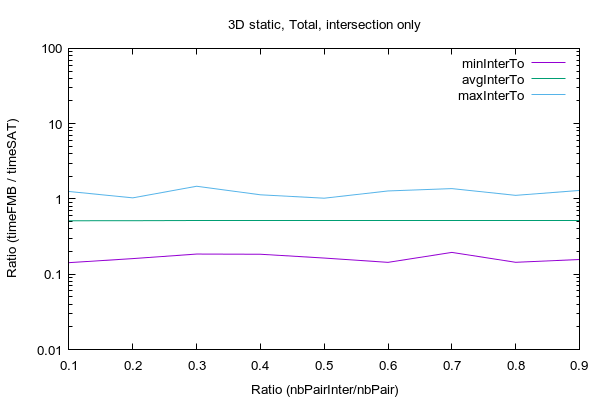 3D static, Total, intersection only
100
10
1
0.1
0.01
Ratio (timeFMB / timeSAT)
minInterTo
avgInterTo
maxInterTo
0.1 0.2 0.3 0.4 0.5 0.6 0.7 0.8 0.9
Ratio (nbPairInter/nbPair)